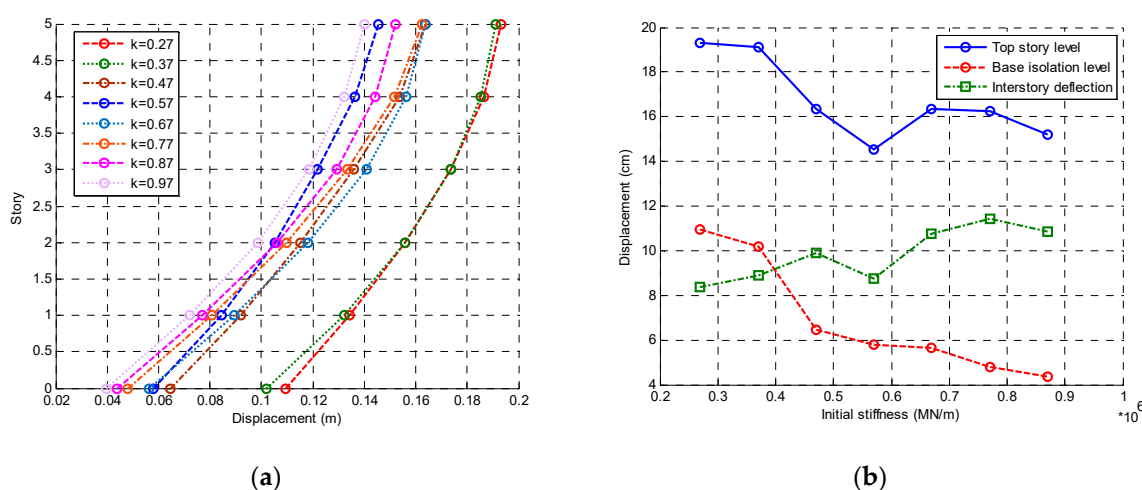 5
4.5
4
3.5
3
2.5
2
1.5
1
0.5
0
Story
k=0.27
k=0.37
k=0.47
k=0.57
k=0.67
k=0.77
k=0.87
k=0.97
0.02 0.04 0.06 0.08 0.1 0.12 0.14 0.16 0.18 0.2
Displacement (m)
(a)
20
18
16
14
12
10
8
6
4
Displacement (cm)
Top story level
Base isolation level
Interstory deflection
0.2 0.3 0.4 0.5 0.6 0.7 0.8 0.9 1
Initial stiffness (MN/m)
*10 6
(b)